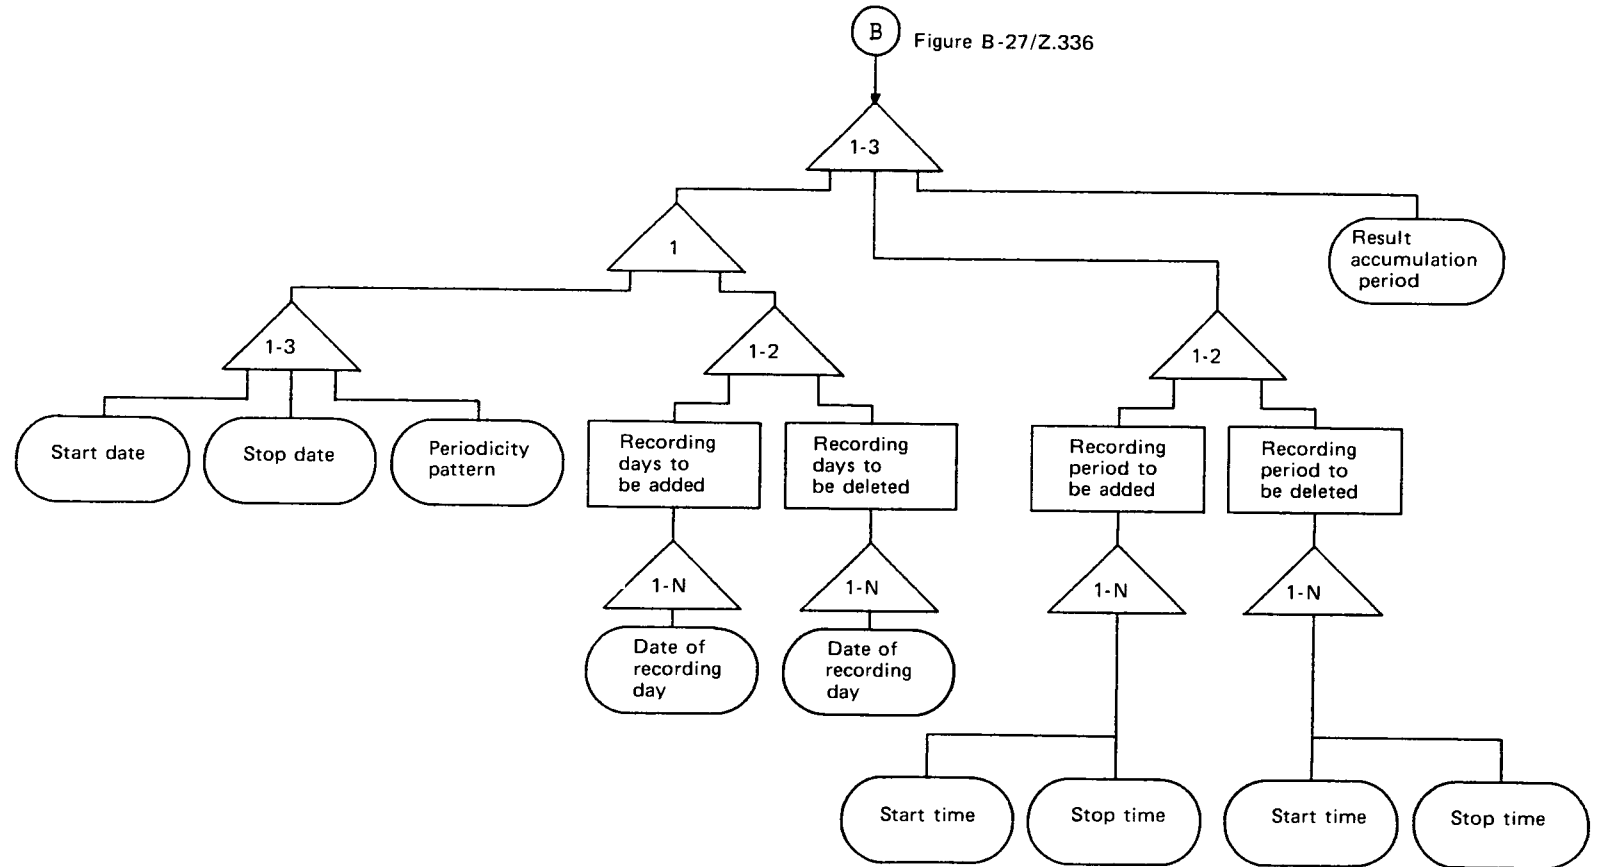 B
Figure B-27/Z.336
1-3
1
Result
accumulation
period
1-3
1-2
1-2
Start date
Stop date
Periodicity
pattern
Recording
days to
be added
Recording
days to
be deleted
Recording
period to
be added
Recording
period to
be deleted
1-N
1-N
1-N
1-N
Date of
recording
day
Date of
recording
day
Start time
Stop time
Start time
Stop time